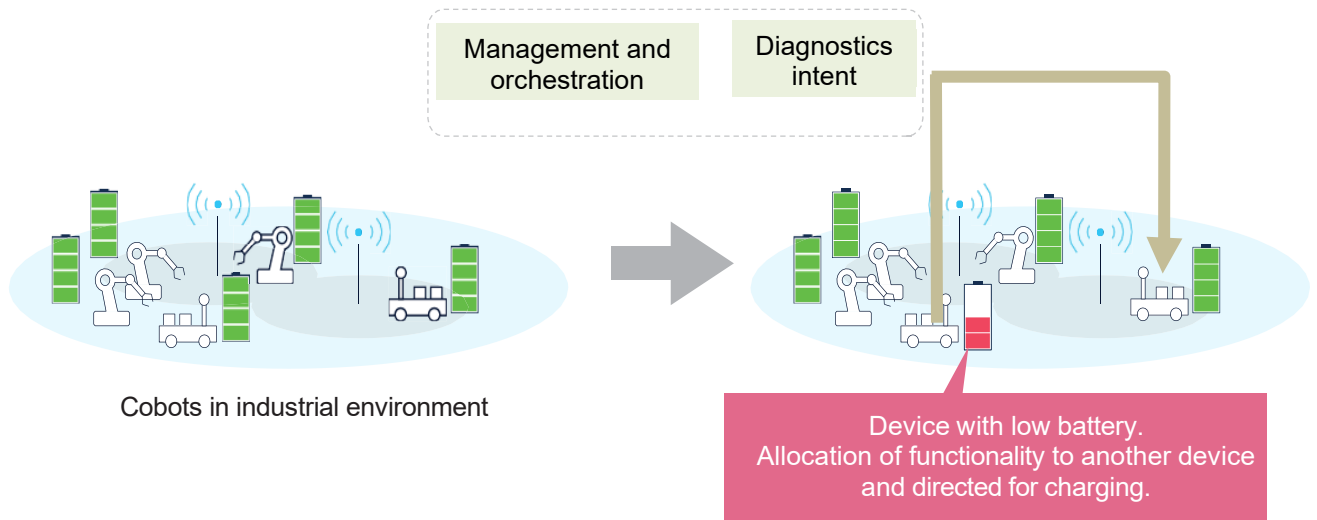 Management and
orchestration
Diagnostics
intent
Cobots in industrial environment
Device with low battery.
Allocation of functionality to another device
and directed for charging.